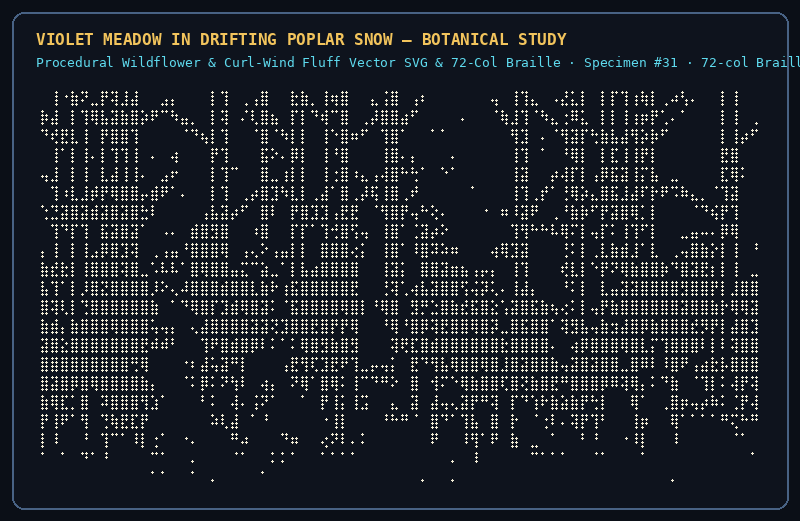 VIOLET MEADOW IN DRIFTING POPLAR SNOW — BOTANICAL STUDY
Procedural Wildflower & Curl-Wind Fluff Vector SVG & 72-Col Braille · Specimen #31 · 72-col Braill